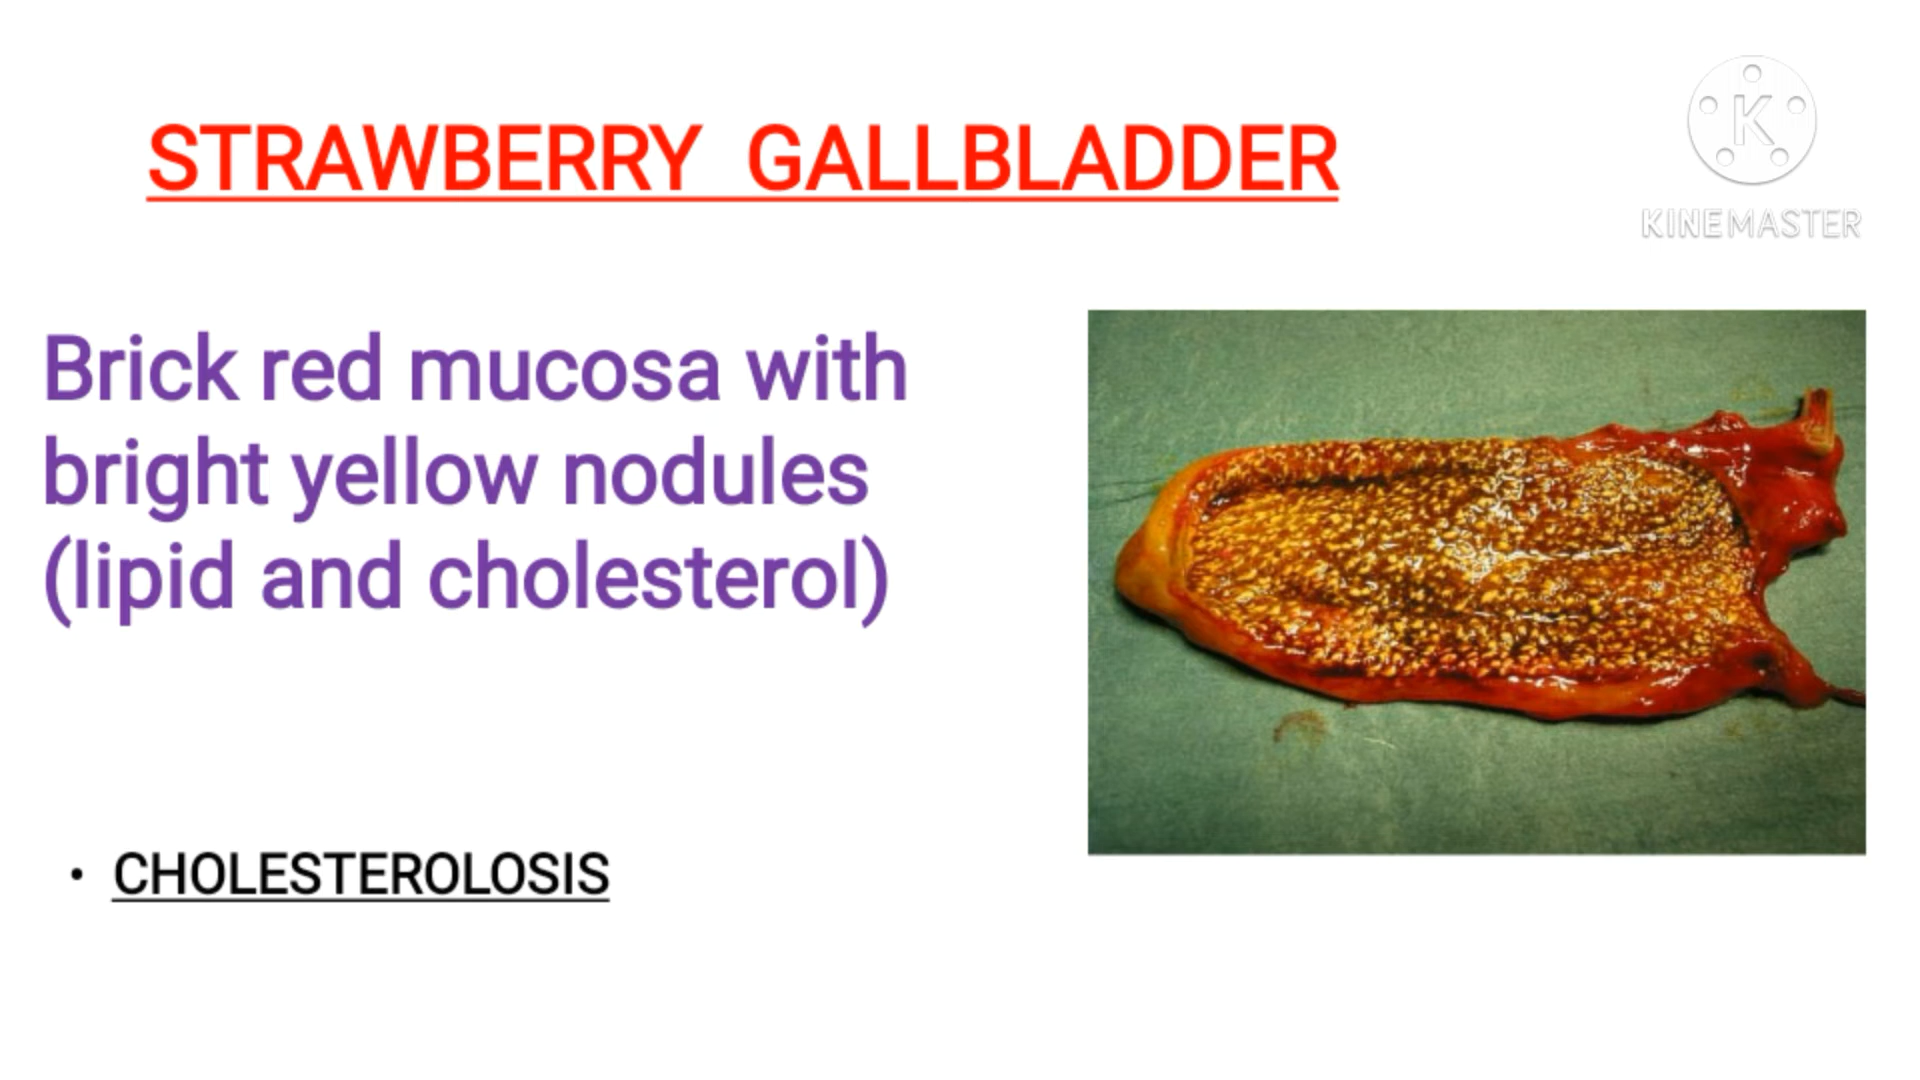 STRAWBERRY GALLBLADDER
K
KINEMASTER
Brick red mucosa with
bright yellow nodules
(lipid and cholesterol)
• CHOLESTEROLOSIS